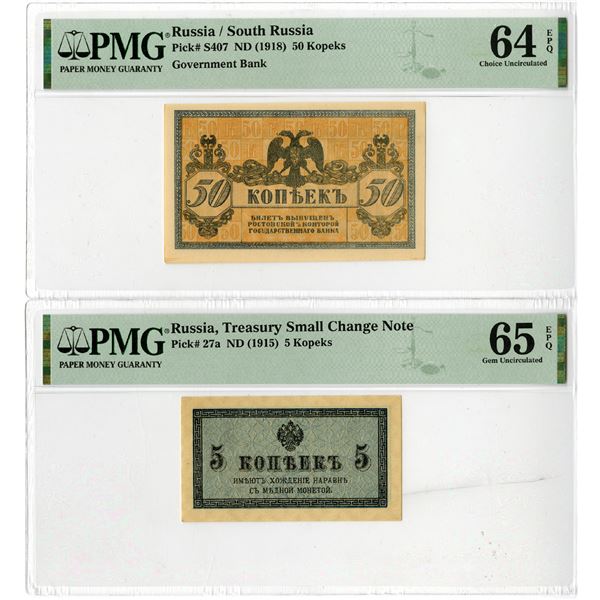 PMG
PAPER MONEY GUARANTY
Russia / South Russia
Pick# S407 ND (1918) 50 Kopeks
Government Bank
64 EPQ
Choice Uncirculated
50 КОПѢЕКЪ 50
БИЛЕТЪ ВЫПУЩЕН
РОСТОВСКОЙ КОНТОРОЙ
ГОСУДАРСТВЕННАГО БАНКА
PMG
PAPER MONEY GUARANTY
Russia, Treasury Small Change Note
Pick# 27a ND (1915) 5 Kopeks
65 EPQ
Gem Uncirculated
5 КОПѢЕКЪ 5
ИМѢЮТЪ ХОЖДЕНІЕ НАРАВНѢ
СЪ МѢДНОЙ МОНЕТОЙ.